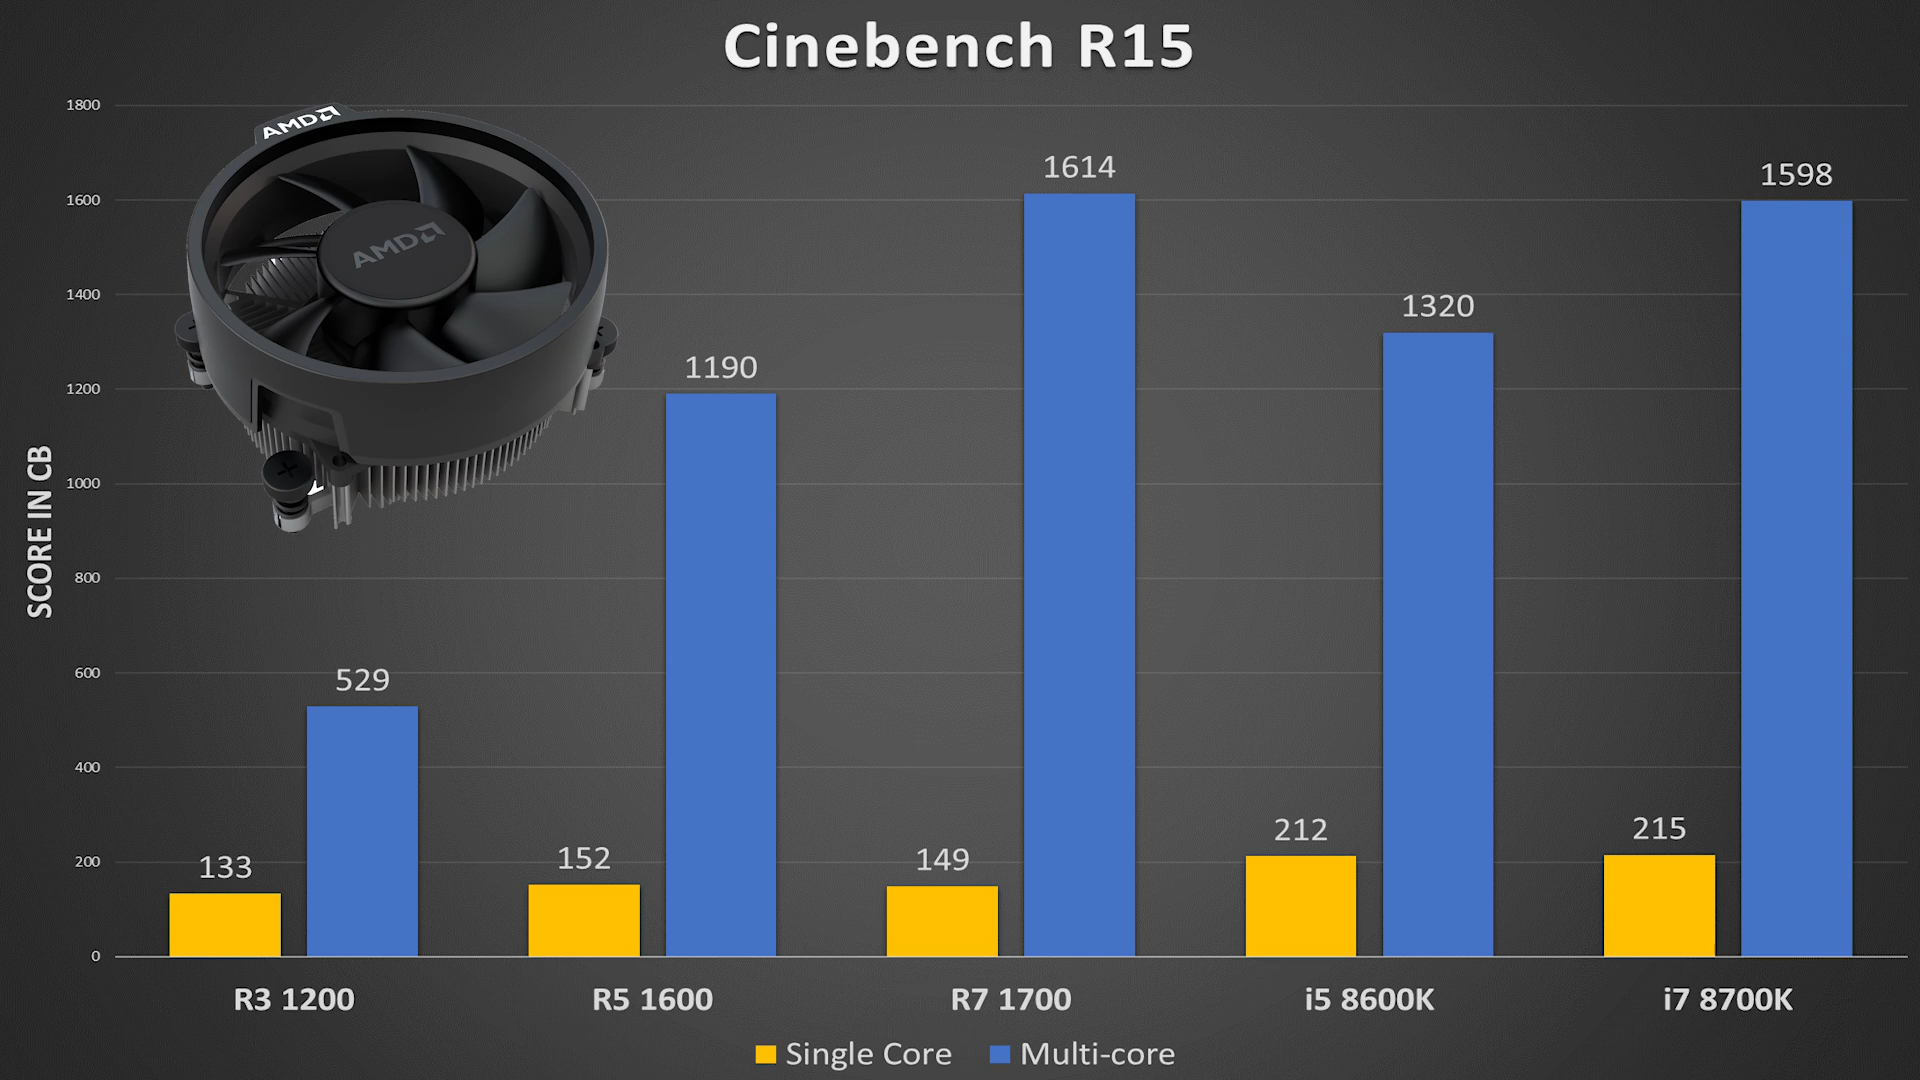 Cinebench R15
AMD
AMD
SCORE IN CB
1800
1600
1400
1200
1000
800
600
400
200
0
133
529
152
1190
149
1614
212
1320
215
1598
R3 1200
R5 1600
R7 1700
i5 8600K
i7 8700K
Single Core
Multi-core